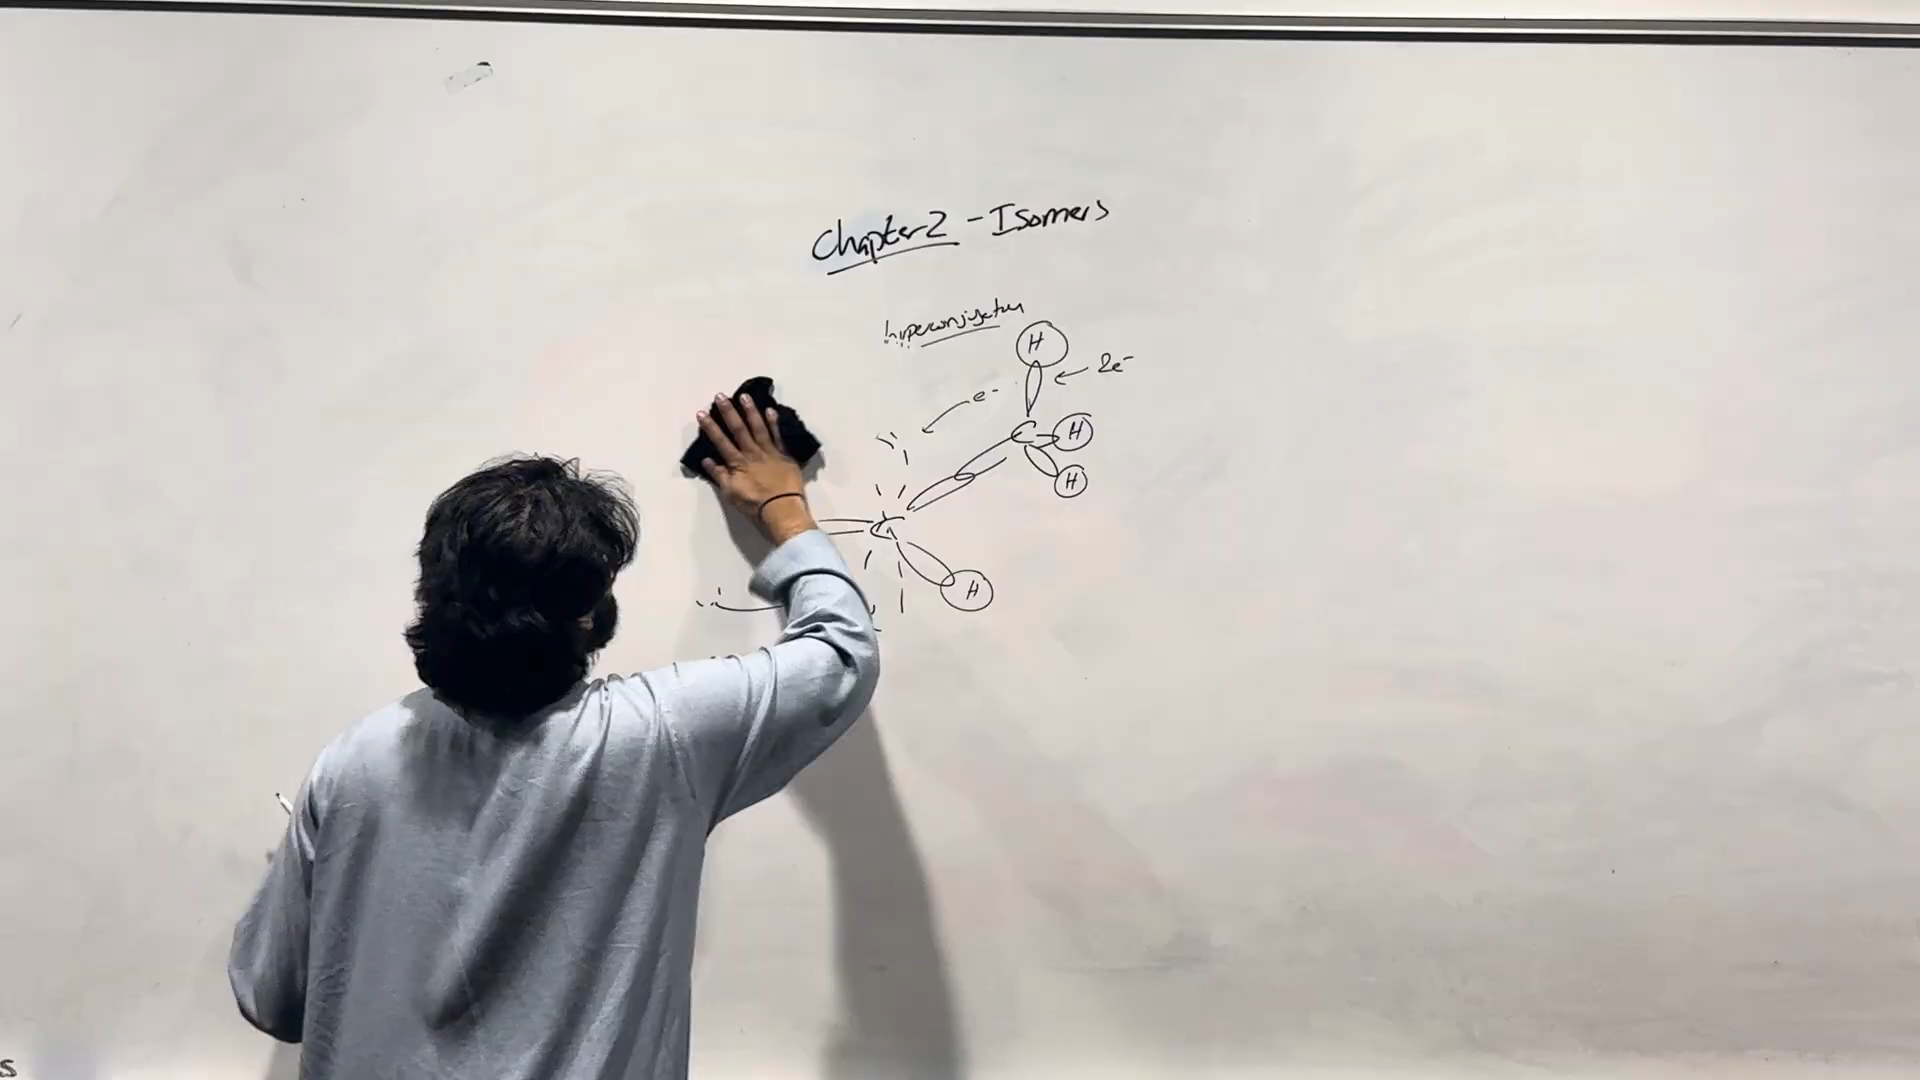 Chapter 2 - Isomers
hyperconjugation
H
2e-
e-
C H
H
C
H
s